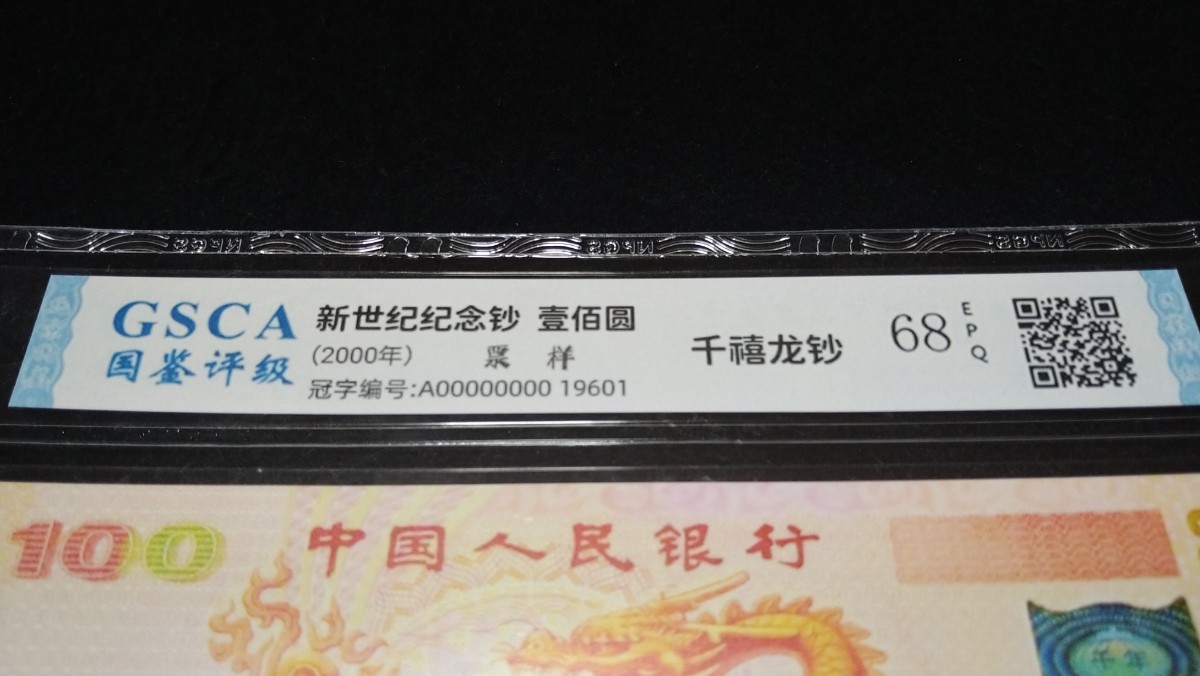 GSCA
国鉴评级
新世纪纪念钞 壹佰圆
(2000年) 票样
冠字编号:A00000000 19601
千禧龙钞
68
EPQ
100
中国人民银行
千年